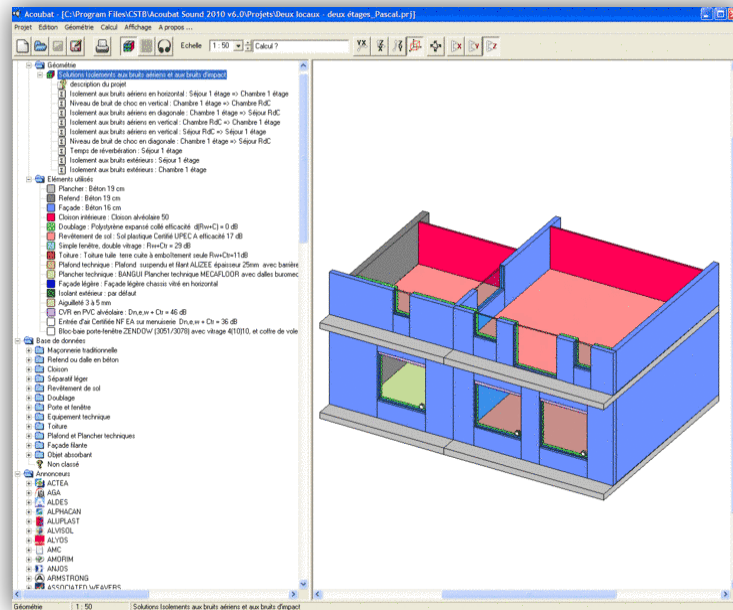 Acoubat - Géométrie - [C:\Program Files\CSTB\Acoubat Sound 2010 v6.0\Projets\Deux locaux - deux étages_Pascal.prj]
Projet Edition Géométrie Calcul Affichage A propos ...
Echelle 1 : 50 Calcul ?
Géométrie
Solutions Isolements aux bruits aériens et aux bruits d'impact
description du projet
Isolement aux bruits aériens en horizontal : Séjour 1 étage => Chambre 1 étage
Niveau de bruit de choc en vertical : Chambre 1 étage => Chambre RdC
Isolement aux bruits aériens en diagonale : Chambre 1 étage => Séjour RdC
Isolement aux bruits aériens en vertical : Chambre RdC => Chambre 1 étage
Isolement aux bruits aériens en vertical : Séjour RdC => Séjour 1 étage
Niveau de bruit de choc en diagonale : Chambre 1 étage => Séjour RdC
Temps de réverbération : Séjour 1 étage
Isolement aux bruits extérieurs : Séjour 1 étage
Isolement aux bruits extérieurs : Chambre 1 étage
Eléments utilisés
Plancher : Béton 19 cm
Refend : Béton 19 cm
Façade : Béton 16 cm
Cloison intérieure : Cloison alvéolaire 50
Doublage : Polystyrène expansé collé efficacité d(Rw+C) = 0 dB
Revêtement de sol : Sol plastique Certifié UPEC A efficacité 17 dB
Simple fenêtre, double vitrage : Rw+Ctr = 29 dB
Toiture : Toiture tuile terre cuite à emboîtement seule Rw+Ctr=11dB
Plafond technique : Plafond suspendu et filant ALIZEE épaisseur 25mm avec barrière
Plancher technique : BANGUI Plancher technique MECAFLOOR avec dalles buromec
Façade légère : Façade légère chassis vitré en horizontal
Isolant extérieur : par défaut
Aiguilleté 3 à 5 mm
CVR en PVC alvéolaire : Dn,e,w + Ctr = 46 dB
Entrée d'air Certifiée NF EA sur menuiserie Dn,e,w + Ctr = 36 dB
Bloc-baie porte-fenêtre ZENDOW (3051/3078) avec vitrage 4(10)10, et coffre de vole
Base de données
Maçonnerie traditionnelle
Refend ou dalle en béton
Cloison
Séparatif léger
Revêtement de sol
Doublage
Porte et fenêtre
Equipement technique
Toiture
Plafond et Plancher techniques
Façade filante
Objet absorbant
Non classé
Annonceurs
ACTEA
AGA
ALDES
ALPHACAN
ALUPLAST
ALVISOL
ALYOS
AMC
AMORIM
ANJOS
ARMSTRONG
ASSOCIATED WEAVERS
Géométrie 1 : 50 Solutions Isolements aux bruits aériens et aux bruits d'impact